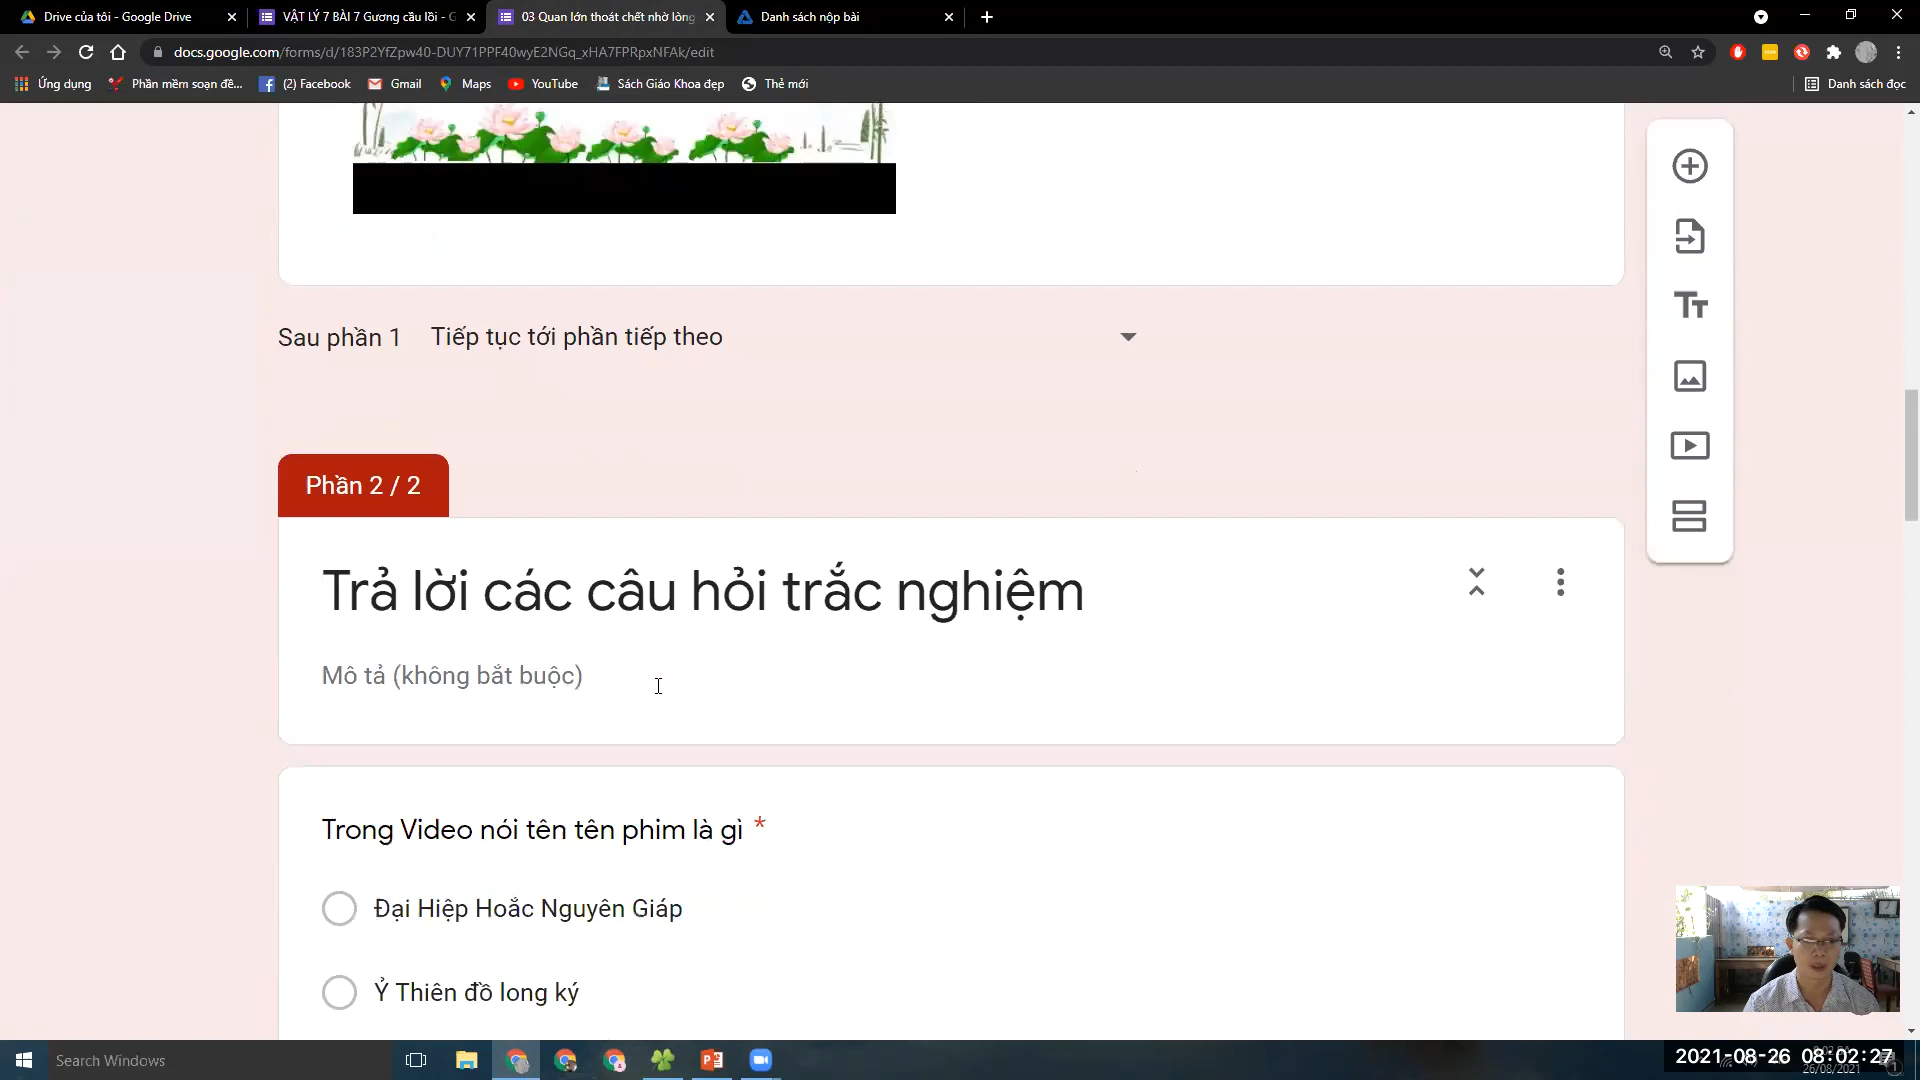 Drive của tôi - Google Drive
VẬT LÝ 7 BÀI 7 Gương cầu lồi - G
03 Quan lớn thoát chết nhờ lòng
Danh sách nộp bài
docs.google.com/forms/d/183P2YfZpw40-DUY71PPF40wyE2NGq_xHA7FPRpxNFAk/edit
Ứng dụng
Phần mềm soạn đề...
(2) Facebook
Gmail
Maps
YouTube
Sách Giáo Khoa đẹp
Thẻ mới
Danh sách đọc
Sau phần 1 Tiếp tục tới phần tiếp theo
Phần 2 / 2
Trả lời các câu hỏi trắc nghiệm
Mô tả (không bắt buộc)
Trong Video nói tên tên phim là gì *
Đại Hiệp Hoắc Nguyên Giáp
Ỷ Thiên đồ long ký
Search Windows
2021-08-26 08:02:27
26/08/2021